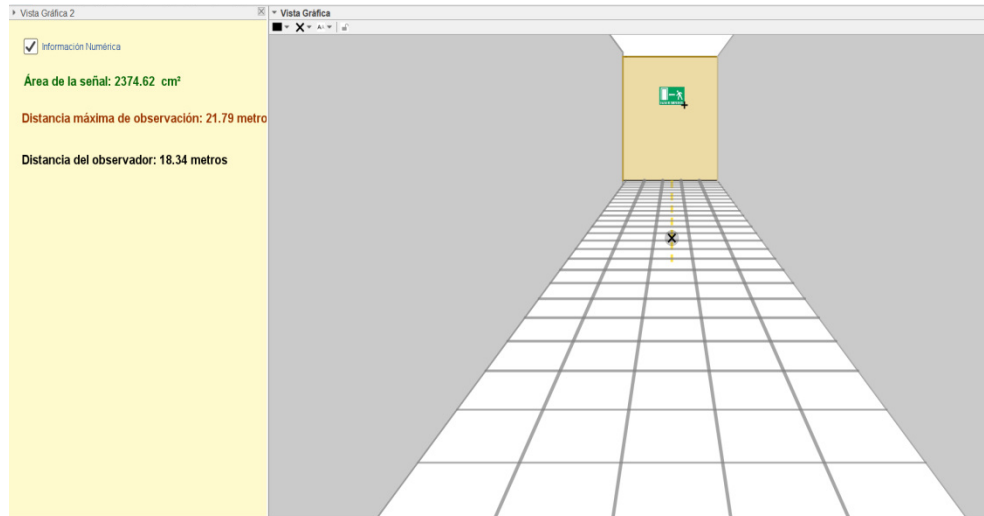 Vista Gráfica 2
Información Numérica
Área de la señal: 2374.62 cm²
Distancia máxima de observación: 21.79 metro
Distancia del observador: 18.34 metros
Vista Gráfica